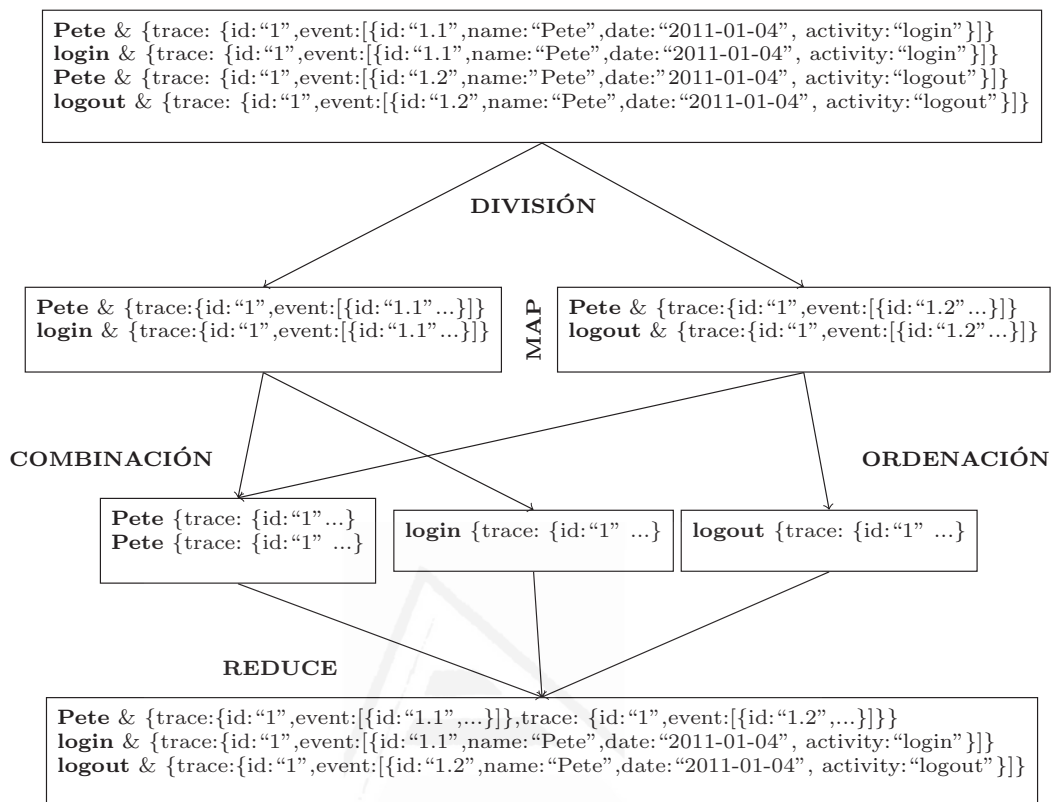 Pete & {trace: {id:“1”,event:[{id:“1.1”,name:“Pete”,date:“2011-01-04”, activity:“login”}]}
login & {trace: {id:“1”,event:[{id:“1.1”,name:“Pete”,date:“2011-01-04”, activity:“login”}]}
Pete & {trace: {id:“1”,event:[{id:“1.2”,name:”Pete”,date:”2011-01-04”, activity:“logout”}]}
logout & {trace: {id:“1”,event:[{id:“1.2”,name:“Pete”,date:“2011-01-04”, activity:“logout”}]}
DIVISIÓN
Pete & {trace:{id:“1”,event:[{id:“1.1”...}]}
login & {trace:{id:“1”,event:[{id:“1.1”...}]}
MAP
Pete & {trace:{id:“1”,event:[{id:“1.2”...}]}
logout & {trace:{id:“1”,event:[{id:“1.2”...}]}
COMBINACIÓN
ORDENACIÓN
Pete {trace: {id:“1”...}
Pete {trace: {id:“1” ...}
login {trace: {id:“1” ...}
logout {trace: {id:“1” ...}
REDUCE
Pete & {trace:{id:“1”,event:[{id:“1.1”,...}]},trace: {id:“1”,event:[{id:“1.2”,...}]}}
login & {trace:{id:“1”,event:[{id:“1.1”,name:“Pete”,date:“2011-01-04”, activity:“login”}]}
logout & {trace:{id:“1”,event:[{id:“1.2”,name:“Pete”,date:“2011-01-04”, activity:“logout”}]}